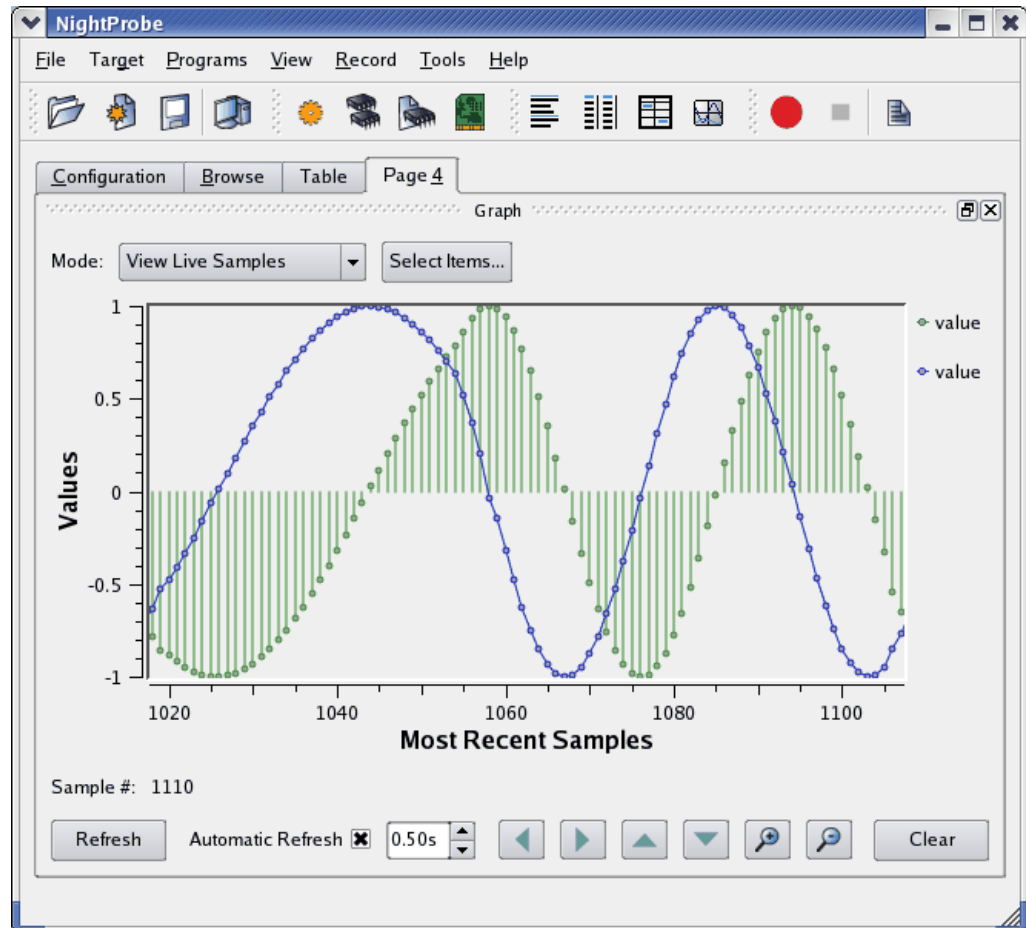 NightProbe
File Target Programs View Record Tools Help
Configuration Browse Table Page 4
Graph
Mode: View Live Samples Select Items...
1
0.5
0
-0.5
-1
Values
value
value
1020 1040 1060 1080 1100
Most Recent Samples
Sample #: 1110
Refresh Automatic Refresh 0.50s Clear